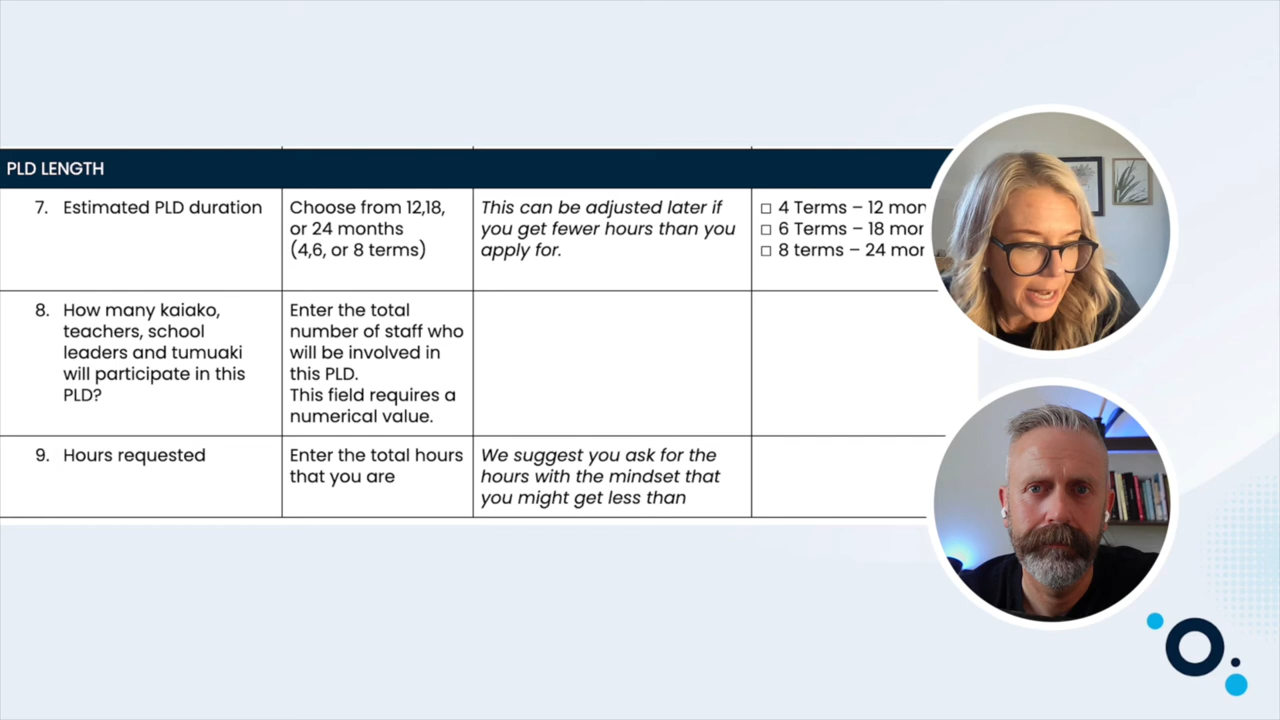 PLD LENGTH
7. Estimated PLD duration
Choose from 12,18,
or 24 months
(4,6, or 8 terms)
This can be adjusted later if
you get fewer hours than you
apply for.
☐ 4 Terms – 12 mon
☐ 6 Terms – 18 mor
☐ 8 terms – 24 mor
8. How many kaiako,
teachers, school
leaders and tumuaki
will participate in this
PLD?
Enter the total
number of staff who
will be involved in
this PLD.
This field requires a
numerical value.
9. Hours requested
Enter the total hours
that you are
We suggest you ask for the
hours with the mindset that
you might get less than